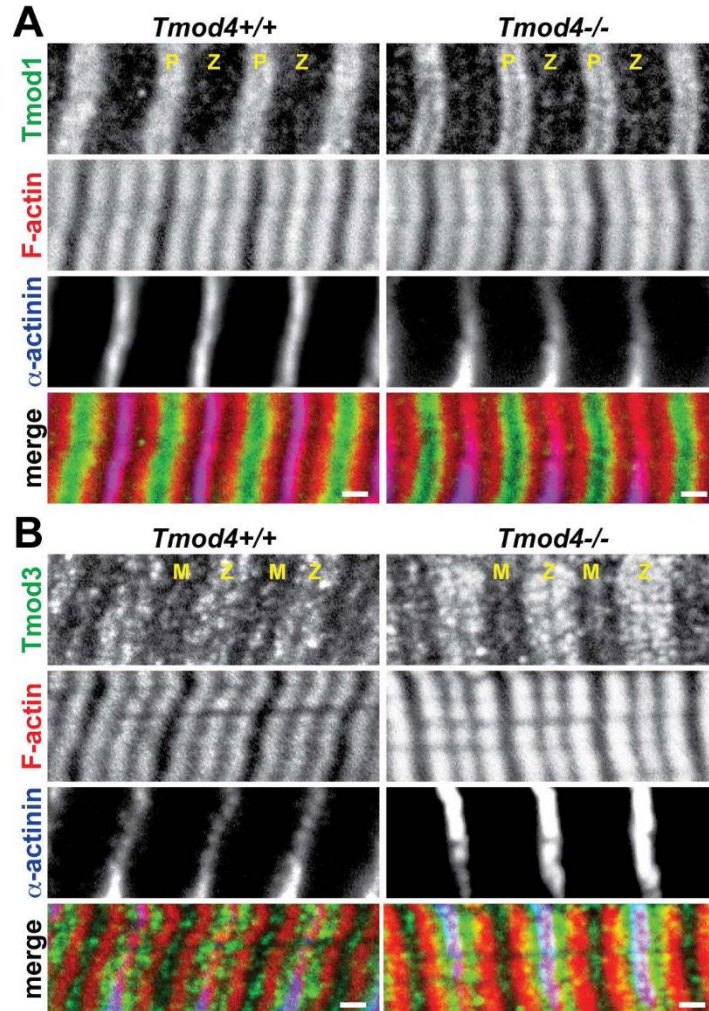 A
Tmod4+/+ Tmod4-/-
Tmod1
P Z P Z P Z P Z
F-actin
α-actinin
merge
B
Tmod4+/+ Tmod4-/-
Tmod3
M Z M Z M Z M Z
F-actin
α-actinin
merge